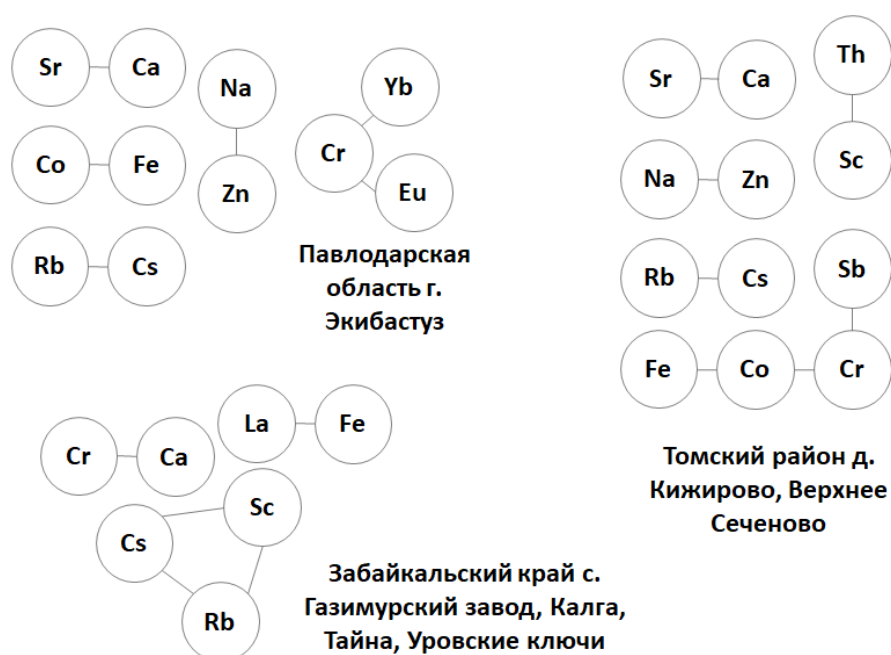 Sr
Ca
Na
Zn
Co
Fe
Rb
Cs
Yb
Cr
Eu
Павлодарская
область г.
Экибастуз
Sr
Ca
Th
Sc
Na
Zn
Rb
Cs
Sb
Fe
Co
Cr
Томский район д.
Кижирово, Верхнее
Сеченово
La
Fe
Cr
Ca
Sc
Cs
Rb
Забайкальский край с.
Газимурский завод, Калга,
Тайна, Уровские ключи